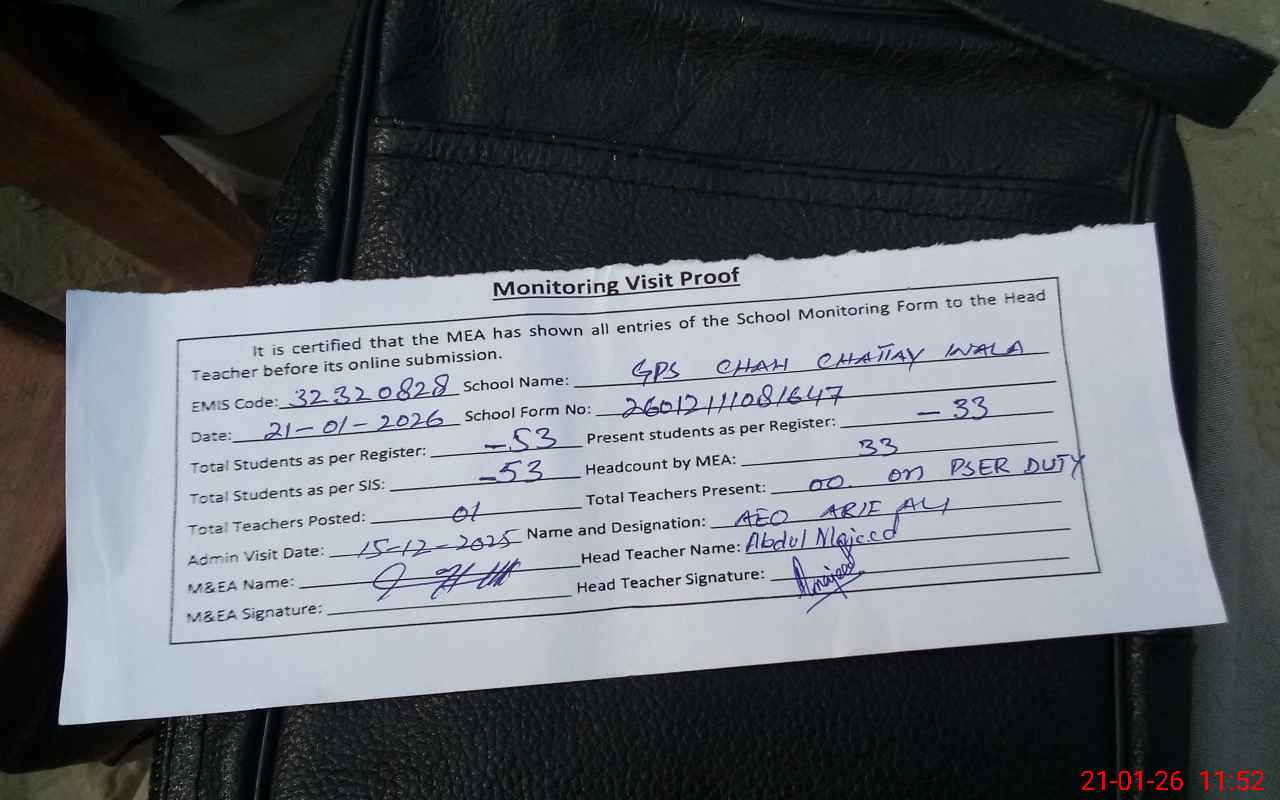 Monitoring Visit Proof
It is certified that the MEA has shown all entries of the School Monitoring Form to the Head
Teacher before its online submission.
EMIS Code: 32320828 School Name: GPS CHAH CHATTAY WALA
Date: 21-01-2026 School Form No: 26012111081647
Total Students as per Register: -53 Present students as per Register: -33
Total Students as per SIS: -53 Headcount by MEA: 33
Total Teachers Posted: 01 Total Teachers Present: 00 on PSER DUTY
Admin Visit Date: 15-12-2025 Name and Designation: AEO ARIF ALI
M&EA Name: Head Teacher Name: Abdul Majeed
M&EA Signature: Head Teacher Signature: Amajeed
21-01-26 11:52